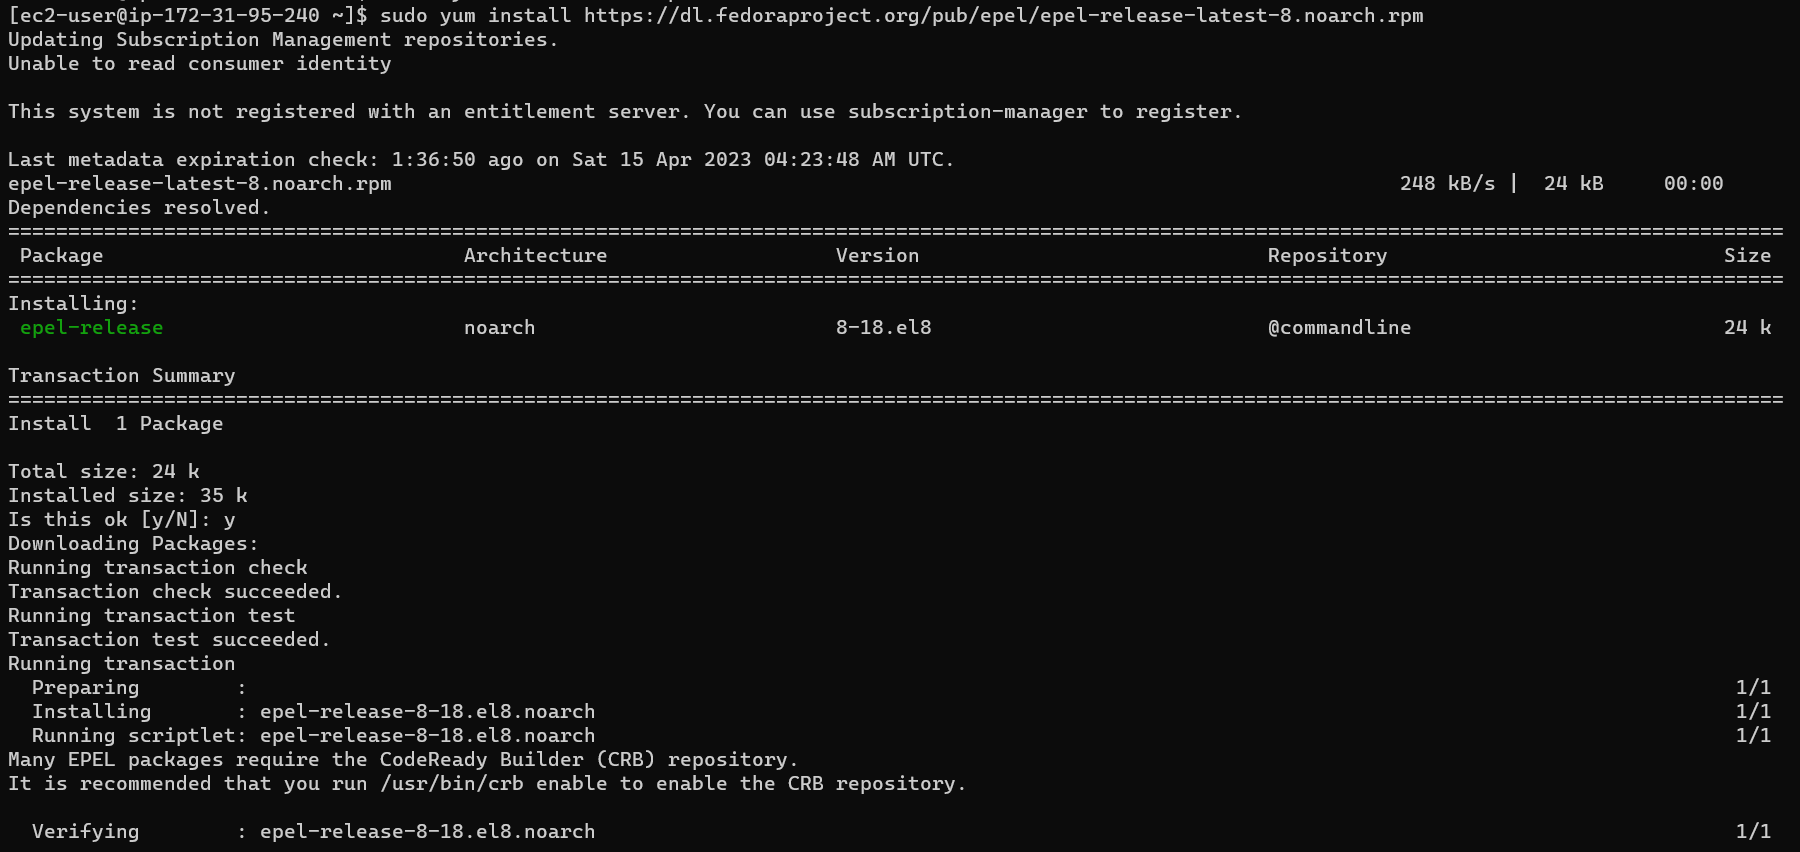 [ec2-user@ip-172-31-95-240 ~]$ sudo yum install https://dl.fedoraproject.org/pub/epel/epel-release-latest-8.noarch.rpm
Updating Subscription Management repositories.
Unable to read consumer identity
This system is not registered with an entitlement server. You can use subscription-manager to register.
Last metadata expiration check: 1:36:50 ago on Sat 15 Apr 2023 04:23:48 AM UTC.
epel-release-latest-8.noarch.rpm 248 kB/s | 24 kB 00:00
Dependencies resolved.
====================================================================================================================================================
Package Architecture Version Repository Size
====================================================================================================================================================
Installing:
epel-release noarch 8-18.el8 @commandline 24 k
Transaction Summary
====================================================================================================================================================
Install 1 Package
Total size: 24 k
Installed size: 35 k
Is this ok [y/N]: y
Downloading Packages:
Running transaction check
Transaction check succeeded.
Running transaction test
Transaction test succeeded.
Running transaction
Preparing : 1/1
Installing : epel-release-8-18.el8.noarch 1/1
Running scriptlet: epel-release-8-18.el8.noarch 1/1
Many EPEL packages require the CodeReady Builder (CRB) repository.
It is recommended that you run /usr/bin/crb enable to enable the CRB repository.
Verifying : epel-release-8-18.el8.noarch 1/1